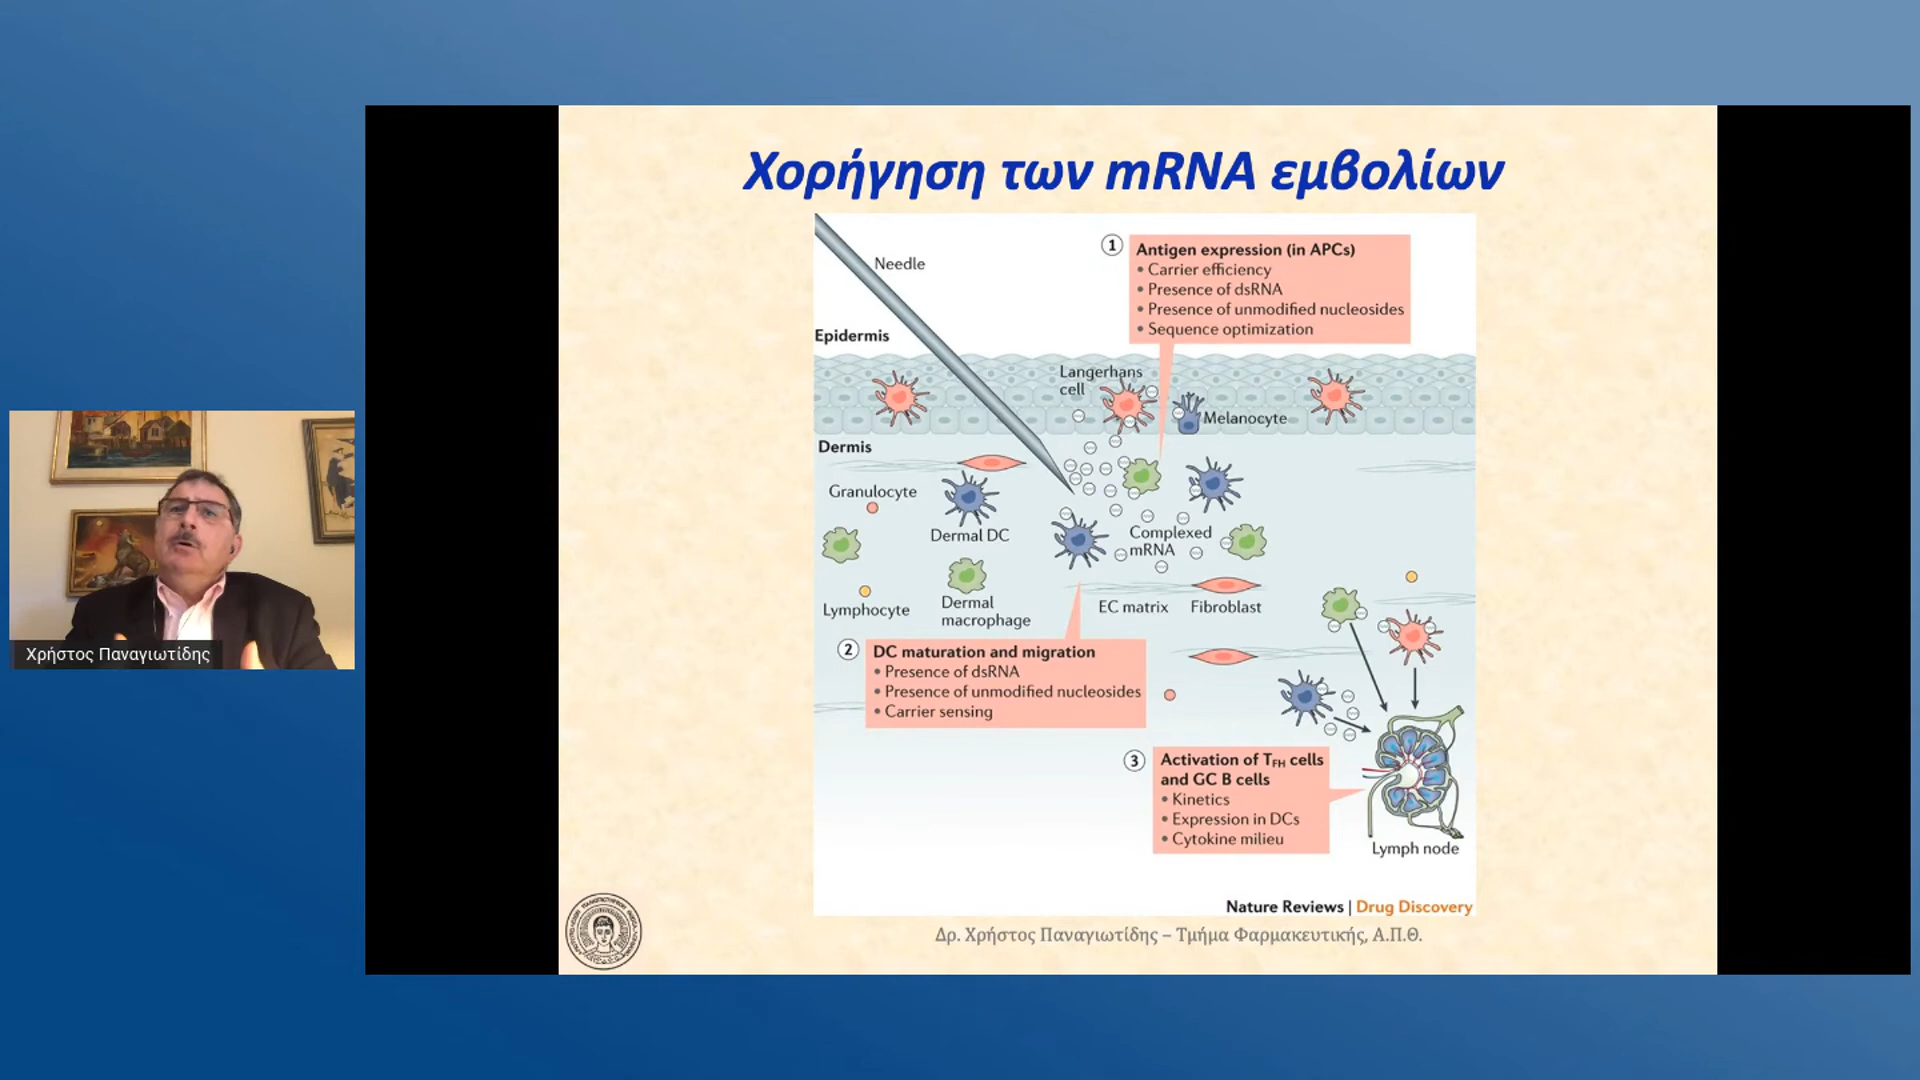 Χορήγηση των mRNA εμβολίων
Needle
Epidermis
1
Antigen expression (in APCs)
• Carrier efficiency
• Presence of dsRNA
• Presence of unmodified nucleosides
• Sequence optimization
Langerhans
cell
Melanocyte
Dermis
Granulocyte
Dermal DC
Complexed
mRNA
Lymphocyte
Dermal
macrophage
EC matrix
Fibroblast
2
DC maturation and migration
• Presence of dsRNA
• Presence of unmodified nucleosides
• Carrier sensing
3
Activation of TFH cells
and GC B cells
• Kinetics
• Expression in DCs
• Cytokine milieu
Lymph node
Nature Reviews | Drug Discovery
Δρ. Χρήστος Παναγιωτίδης – Τμήμα Φαρμακευτικής, Α.Π.Θ.
Χρήστος Παναγιωτίδης